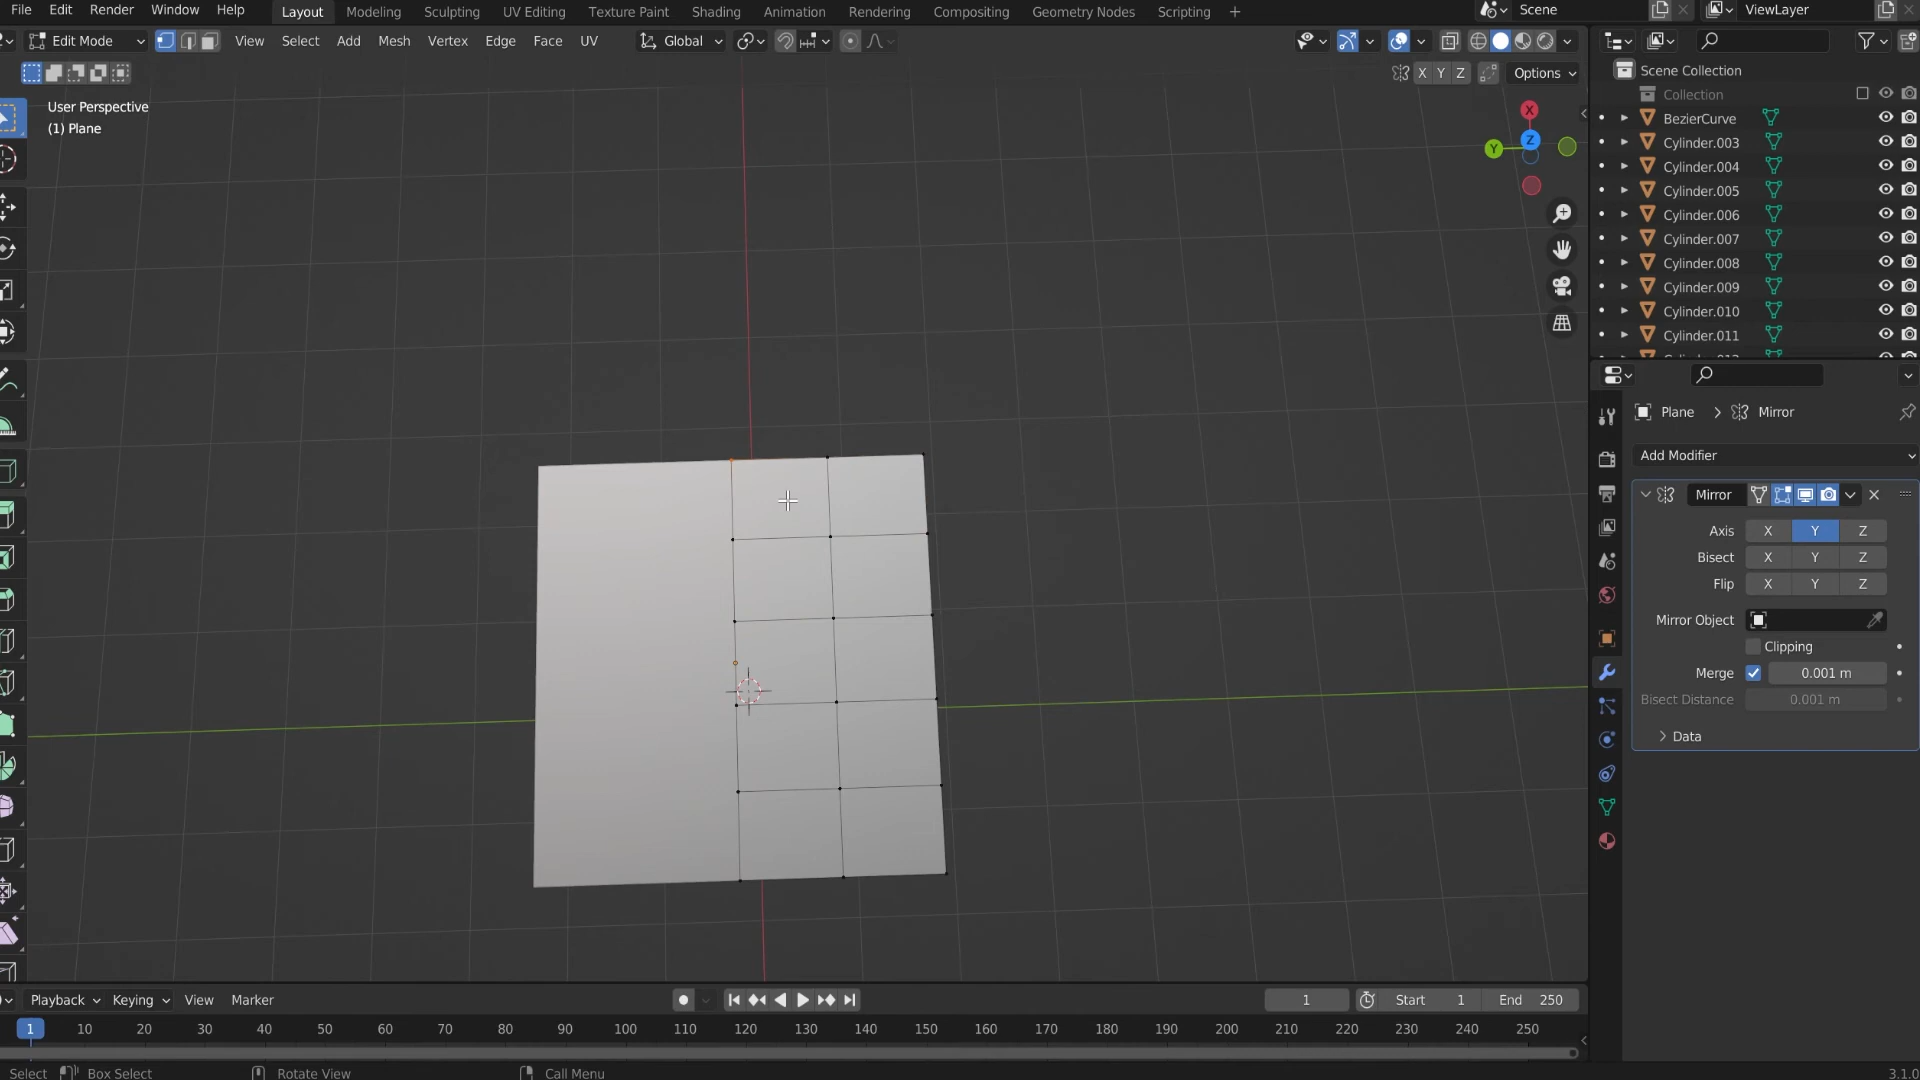 File Edit Render Window Help Layout Modeling Sculpting UV Editing Texture Paint Shading Animation Rendering Compositing Geometry Nodes Scripting + Scene ViewLayer
Edit Mode View Select Add Mesh Vertex Edge Face UV Global
X Y Z Options
User Perspective
(1) Plane
X
Y
Z
Scene Collection
Collection
BezierCurve
Cylinder.003
Cylinder.004
Cylinder.005
Cylinder.006
Cylinder.007
Cylinder.008
Cylinder.009
Cylinder.010
Cylinder.011
Plane > Mirror
Add Modifier
Mirror
Axis X Y Z
Bisect X Y Z
Flip X Y Z
Mirror Object
Clipping
Merge 0.001 m
Bisect Distance 0.001 m
Data
Playback Keying View Marker 1 Start 1 End 250
1 10 20 30 40 50 60 70 80 90 100 110 120 130 140 150 160 170 180 190 200 210 220 230 240 250
Select Box Select Rotate View Call Menu 3.1.0